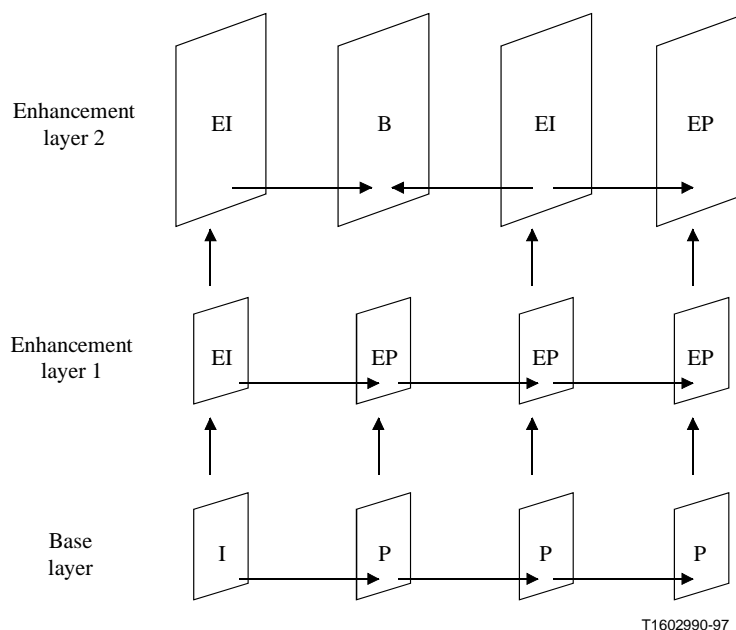 Enhancement
layer 2
EI
B
EI
EP
Enhancement
layer 1
EI
EP
EP
EP
Base
layer
I
P
P
P
T1602990-97